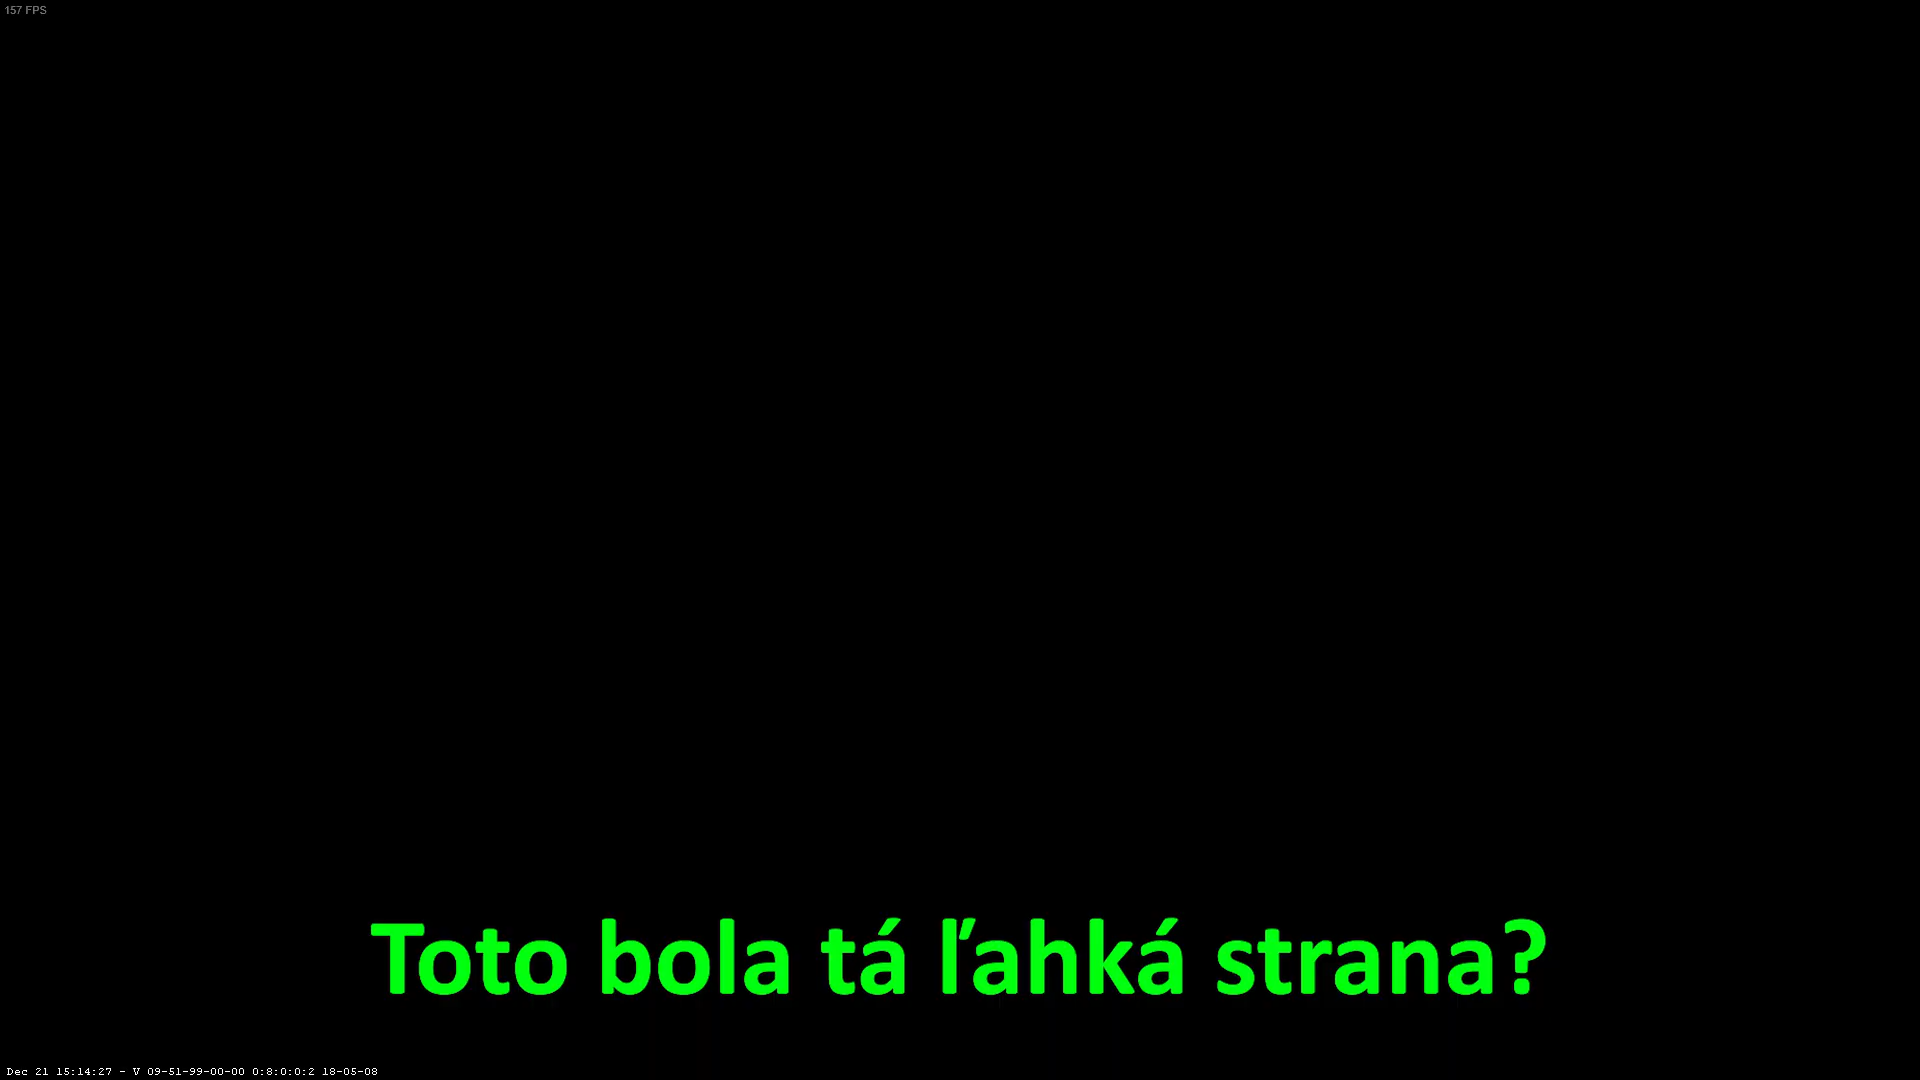 157 FPS
Toto bola tá ľahká strana?
Dec 21 15:14:27 - V 09-51-99-00-00 0:8:0:0:2 18-05-08